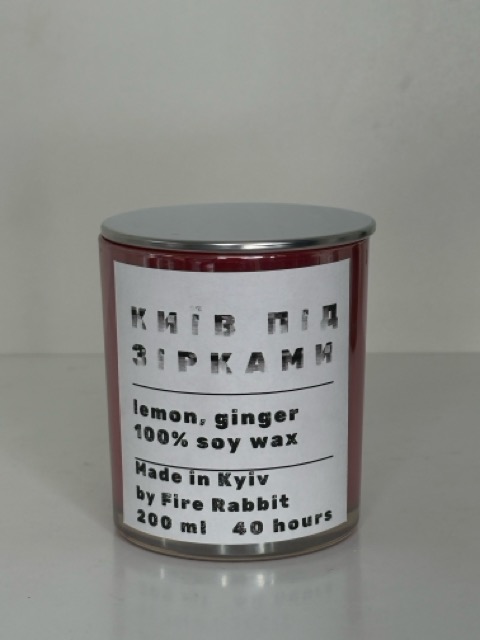 КИЇВ ПІД
ЗІРКАМИ
lemon, ginger
100% soy wax
Made in Kyiv
by Fire Rabbit
200 ml 40 hours